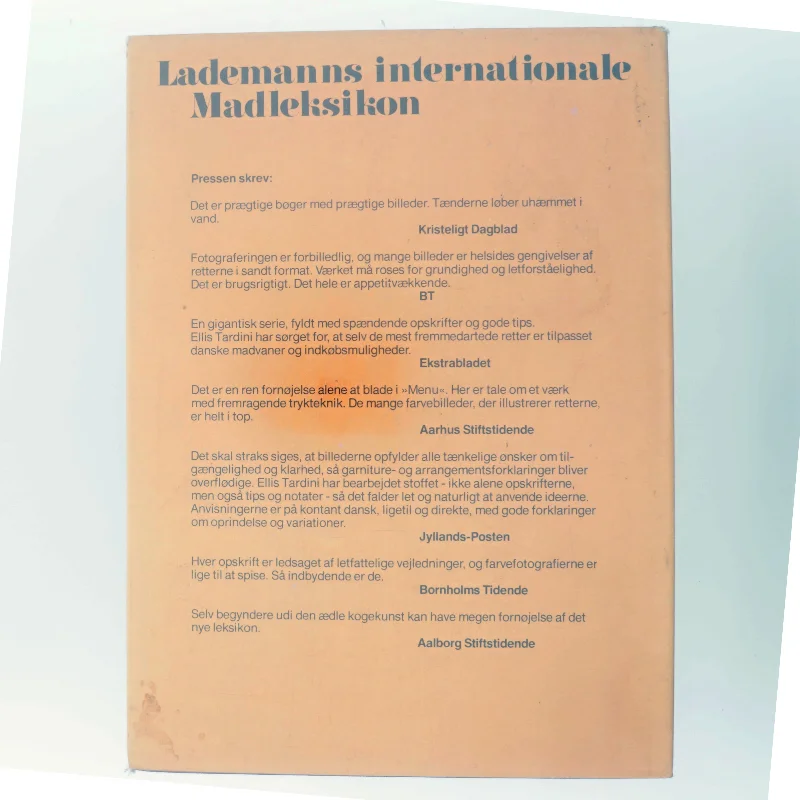 Lademanns internationale
Madleksikon
Pressen skrev:
Det er prægtige bøger med prægtige billeder. Tænderne løber uhæmmet i
vand.
Kristeligt Dagblad
Fotograferingen er forbilledlig, og mange billeder er helsides gengivelser af
retterne i sandt format. Værket må roses for grundighed og letforståelighed.
Det er brugsrigtigt. Det hele er appetitvækkende.
BT
En gigantisk serie, fyldt med spændende opskrifter og gode tips.
Ellis Tardini har sørget for, at selv de mest fremmedartede retter er tilpasset
danske madvaner og indkøbsmuligheder.
Ekstrabladet
Det er en ren fornøjelse alene at blade i »Menu«. Her er tale om et værk
med fremragende trykteknik. De mange farvebilleder, der illustrerer retterne,
er helt i top.
Aarhus Stiftstidende
Det skal straks siges, at billederne opfylder alle tænkelige ønsker om til-
gængelighed og klarhed, så garniture- og arrangementsforklaringer bliver
overflødige. Ellis Tardini har bearbejdet stoffet - ikke alene opskrifterne,
men også tips og notater - så det falder let og naturligt at anvende ideerne.
Anvisningerne er på kontant dansk, ligetil og direkte, med gode forklaringer
om oprindelse og variationer.
Jyllands-Posten
Hver opskrift er ledsaget af letfattelige vejledninger, og farvefotografierne er
lige til at spise. Så indbydende er de.
Bornholms Tidende
Selv begyndere udi den ædle kogekunst kan have megen fornøjelse af det
nye leksikon.
Aalborg Stiftstidende